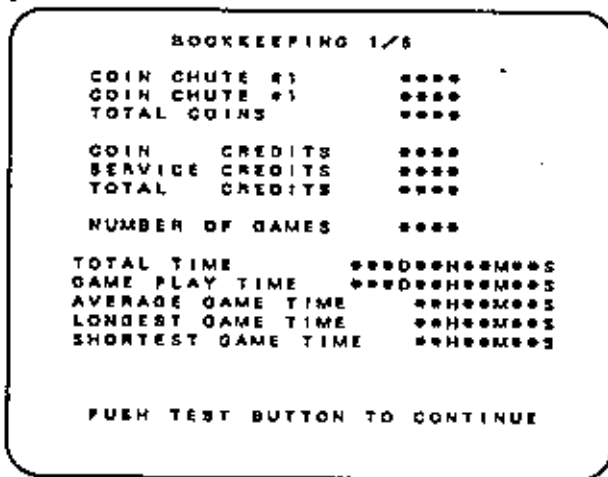 BOOKKEEPING 1/6
COIN CHUTE #1 ****
COIN CHUTE #1 ****
TOTAL COINS ****
COIN CREDITS ****
SERVICE CREDITS ****
TOTAL CREDITS ****
NUMBER OF GAMES ****
TOTAL TIME ***D**H**M**S
GAME PLAY TIME ***D**H**M**S
AVERAGE GAME TIME **H**M**S
LONGEST GAME TIME **H**M**S
SHORTEST GAME TIME **H**M**S
PUSH TEST BUTTON TO CONTINUE